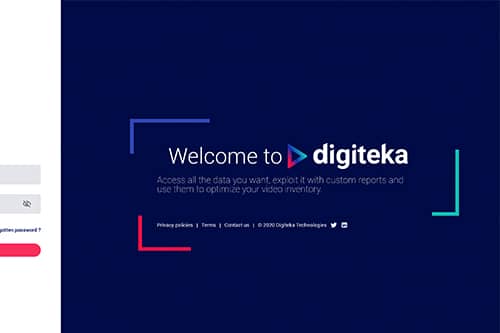 Welcome to digiteka
Access all the data you want, exploit it with custom reports and
use them to optimize your video inventory.
password ?
Privacy policies | Terms | Contact us | © 2020 Digiteka Technologies